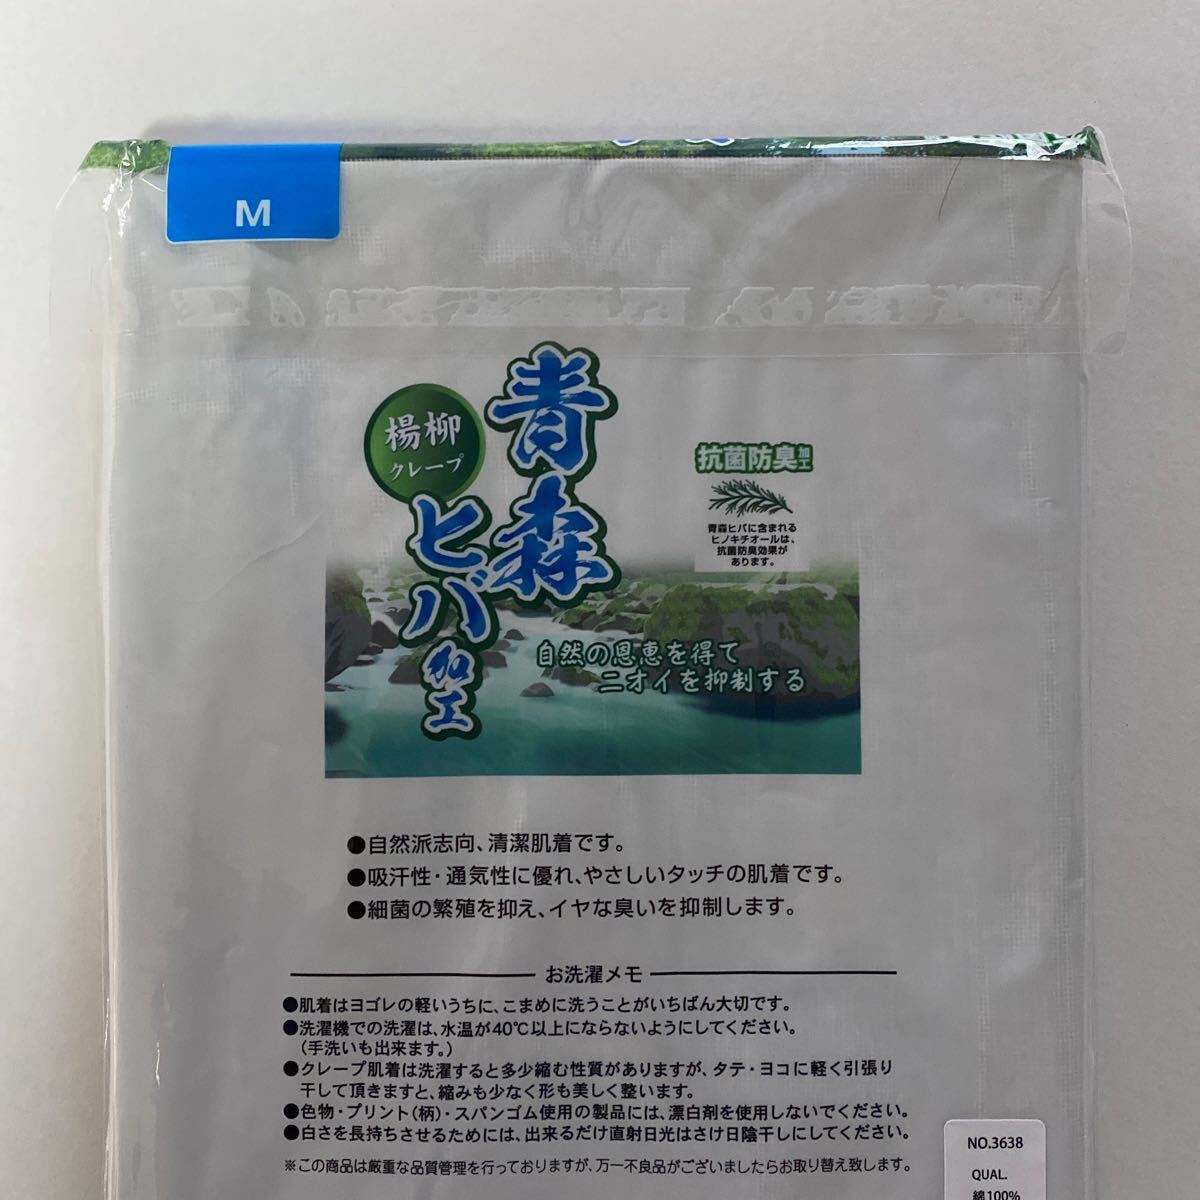 M
青森
ヒバ加工
楊柳
クレープ
抗菌防臭加工
青森ヒバに含まれる
ヒノキチオールは、
抗菌防臭効果が
あります。
自然の恩恵を得て
ニオイを抑制する
●自然派志向、清潔肌着です。
●吸汗性・通気性に優れ、やさしいタッチの肌着です。
●細菌の繁殖を抑え、イヤな臭いを抑制します。
お洗濯メモ
●肌着はヨゴレの軽いうちに、こまめに洗うことがいちばん大切です。
●洗濯機での洗濯は、水温が40℃以上にならないようにしてください。
(手洗いも出来ます。)
●クレープ肌着は洗濯すると多少縮む性質がありますが、タテ・ヨコに軽く引張り
干して頂きますと、縮みも少なく形も美しく整います。
●色物・プリント(柄)・スパンゴム使用の製品には、漂白剤を使用しないでください。
●白さを長持ちさせるためには、出来るだけ直射日光はさけ日陰干しにしてください。
※この商品は厳重な品質管理を行っておりますが、万一不良品がございましたらお取り替え致します。
NO.3638
QUAL.
綿100%